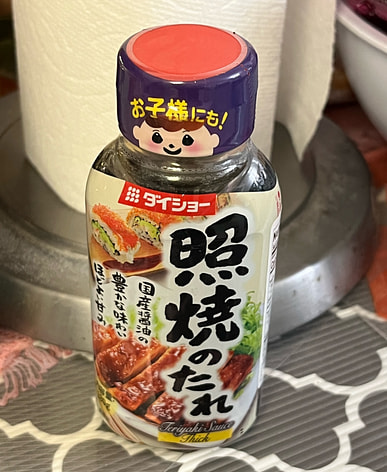 お子様にも!
ダイショー
照焼のたれ
国産醤油の
豊かな味わい
ほどよい甘み
Teriyaki Sauce
Thick